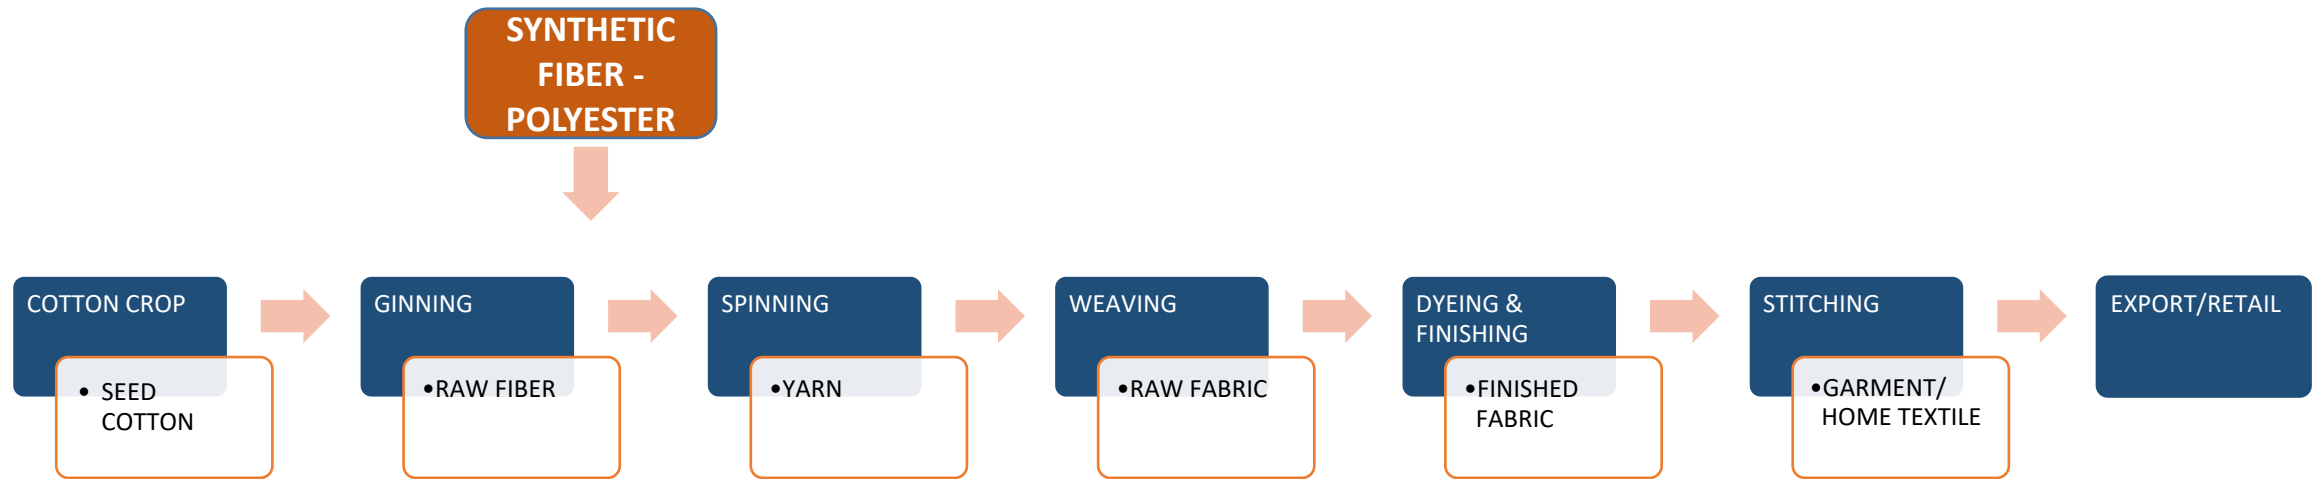 SYNTHETIC
FIBER -
POLYESTER
COTTON CROP
• SEED
COTTON
GINNING
•RAW FIBER
SPINNING
•YARN
WEAVING
•RAW FABRIC
DYEING &
FINISHING
•FINISHED
FABRIC
STITCHING
•GARMENT/
HOME TEXTILE
EXPORT/RETAIL